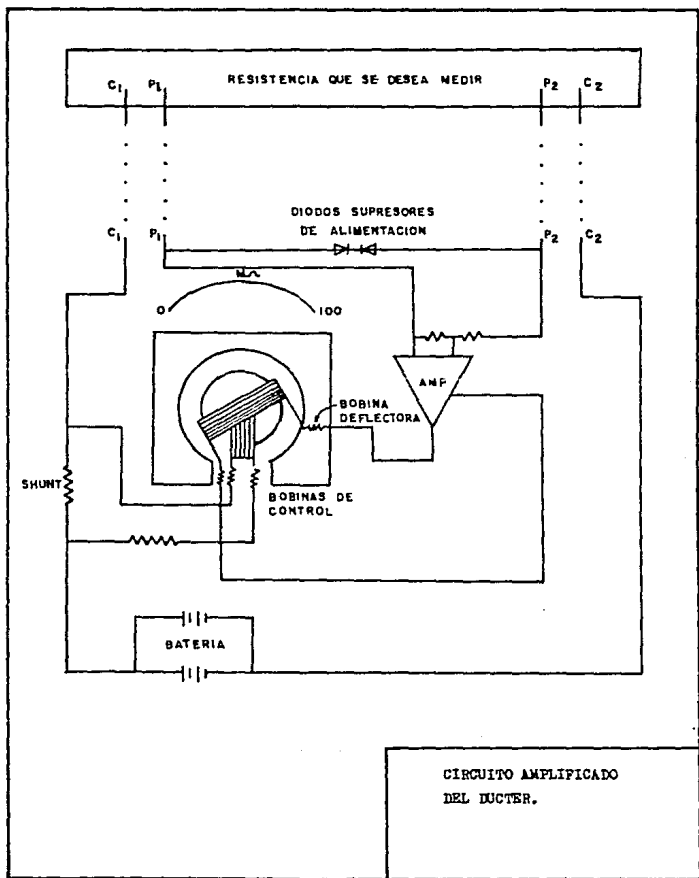 C1 P1 RESISTENCIA QUE SE DESEA MEDIR P2 C2
DIODOS SUPRESORES
DE ALIMENTACION
C1 P1 P2 C2
0 100
AMP
BOBINA
DEFLECTORA
SHUNT
BOBINAS DE
CONTROL
BATERIA
CIRCUITO AMPLIFICADO
DEL DUCTER.